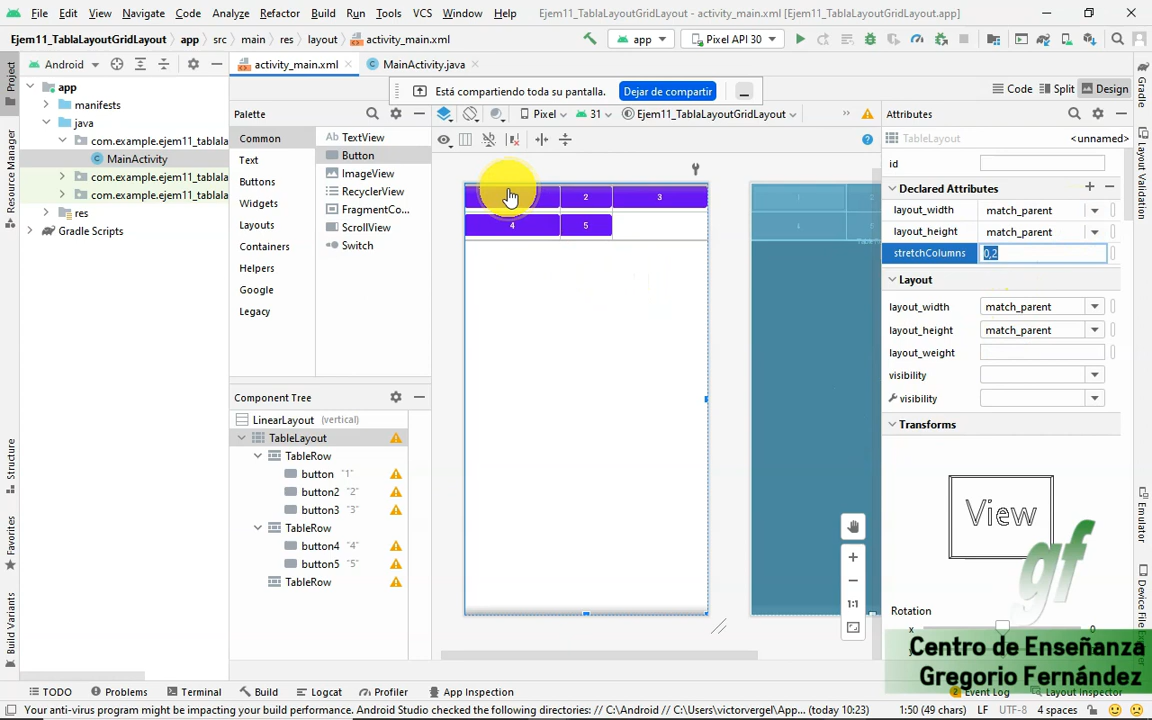 File Edit View Navigate Code Analyze Refactor Build Run Tools VCS Window Help Ejem11_TablaLayoutGridLayout - activity_main.xml [Ejem11_TablaLayoutGridLayout.app]
Ejem11_TablaLayoutGridLayout app src main res layout activity_main.xml app Pixel API 30
Android activity_main.xml MainActivity.java
Está compartiendo toda su pantalla. Dejar de compartir
Code Split Design
Project
Resource Manager
Structure
Favorites
Build Variants
app
manifests
java
com.example.ejem11_tablala
MainActivity
com.example.ejem11_tablala
com.example.ejem11_tablala
res
Gradle Scripts
Palette
Common
Text
Buttons
Widgets
Layouts
Containers
Helpers
Google
Legacy
Ab TextView
Button
ImageView
RecyclerView
FragmentCo...
ScrollView
Switch
Component Tree
LinearLayout (vertical)
TableLayout
TableRow
button "1"
button2 "2"
button3 "3"
TableRow
button4 "4"
button5 "5"
TableRow
Pixel 31 Ejem11_TablaLayoutGridLayout
2 3
4 5
1 2
4
1:1
Attributes
TableLayout <unnamed>
id
Declared Attributes
layout_width match_parent
layout_height match_parent
stretchColumns 0,2
Layout
layout_width match_parent
layout_height match_parent
layout_weight
visibility
visibility
Transforms
View
Rotation
x 0
gf
Centro de Enseñanza
Gregorio Fernández
Gradle
Layout Validation
Emulator
Device File Explorer
TODO Problems Terminal Build Logcat Profiler App Inspection Event Log Layout Inspector
Your anti-virus program might be impacting your build performance. Android Studio checked the following directories: // C:\Android // C:\Users\victorvergel\App... (today 10:23) 1:50 (49 chars) LF UTF-8 4 spaces